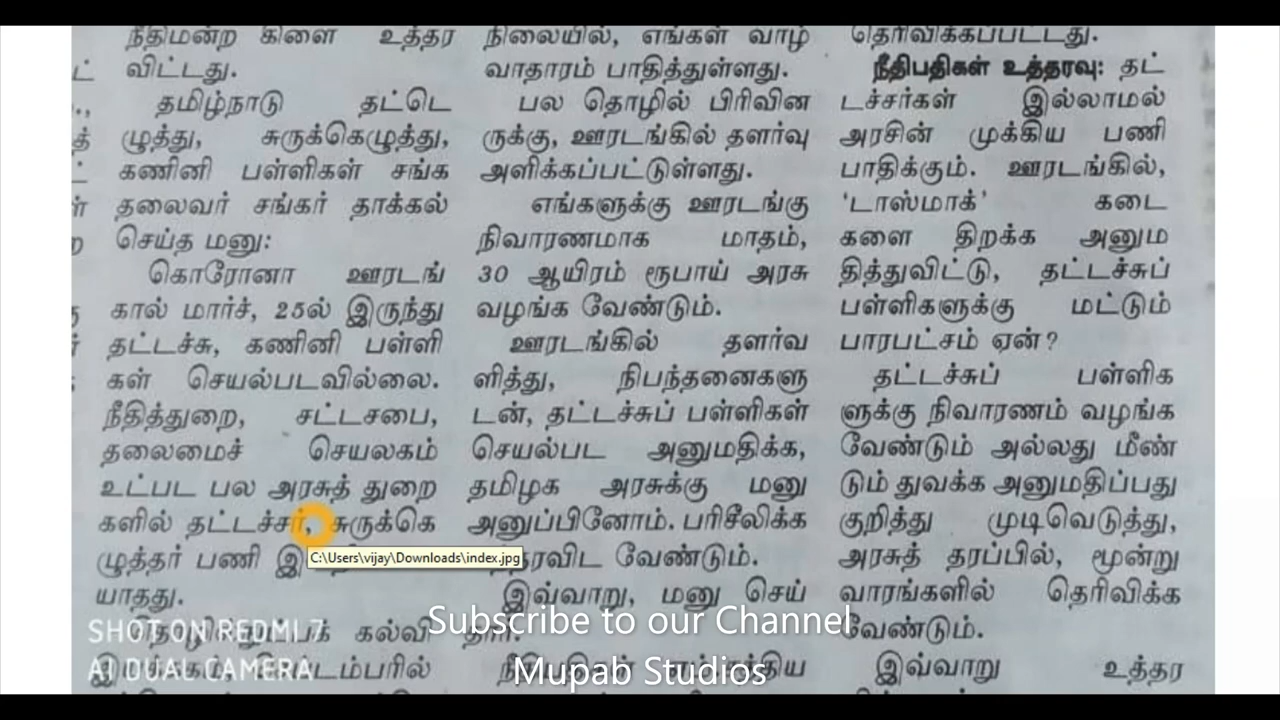 நீதிமன்ற கிளை உத்தர
விட்டது.
தமிழ்நாடு தட்டெ
ழுத்து, சுருக்கெழுத்து,
கணினி பள்ளிகள் சங்க
தலைவர் சங்கர் தாக்கல்
செய்த மனு:
கொரோனா ஊரடங்
கால் மார்ச், 25ல் இருந்து
தட்டச்சு, கணினி பள்ளி
கள் செயல்படவில்லை.
நீதித்துறை, சட்டசபை,
தலைமைச் செயலகம்
உட்பட பல அரசுத் துறை
களில் தட்டச்சர், சுருக்கெ
ழுத்தர் பணி
யாதது.
கல்வி
நிலையில், எங்கள் வாழ்
வாதாரம் பாதித்துள்ளது.
பல தொழில் பிரிவின
ருக்கு, ஊரடங்கில் தளர்வு
அளிக்கப்பட்டுள்ளது.
எங்களுக்கு ஊரடங்கு
நிவாரணமாக மாதம்,
30 ஆயிரம் ரூபாய் அரசு
வழங்க வேண்டும்.
ஊரடங்கில் தளர்வ
ளித்து, நிபந்தனைகளு
டன், தட்டச்சுப் பள்ளிகள்
செயல்பட அனுமதிக்க,
தமிழக அரசுக்கு மனு
அனுப்பினோம். பரிசீலிக்க
வேண்டும்.
இவ்வாறு, மனு செய்
தெரிவிக்கப்பட்டது.
நீதிபதிகள் உத்தரவு: தட்
டச்சர்கள் இல்லாமல்
அரசின் முக்கிய பணி
பாதிக்கும். ஊரடங்கில்,
'டாஸ்மாக்' கடை
களை திறக்க அனும
தித்துவிட்டு, தட்டச்சுப்
பள்ளிகளுக்கு மட்டும்
பாரபட்சம் ஏன்?
தட்டச்சுப் பள்ளிக
ளுக்கு நிவாரணம் வழங்க
வேண்டும் அல்லது மீண்
டும் துவக்க அனுமதிப்பது
குறித்து முடிவெடுத்து,
அரசுத் தரப்பில், மூன்று
வாரங்களில் தெரிவிக்க
வேண்டும்.
இவ்வாறு உத்தர
C:\Users\vijay\Downloads\index.jpg
SHOT ON REDMI 7
AI DUAL CAMERA
Subscribe to our Channel
Mupab Studios